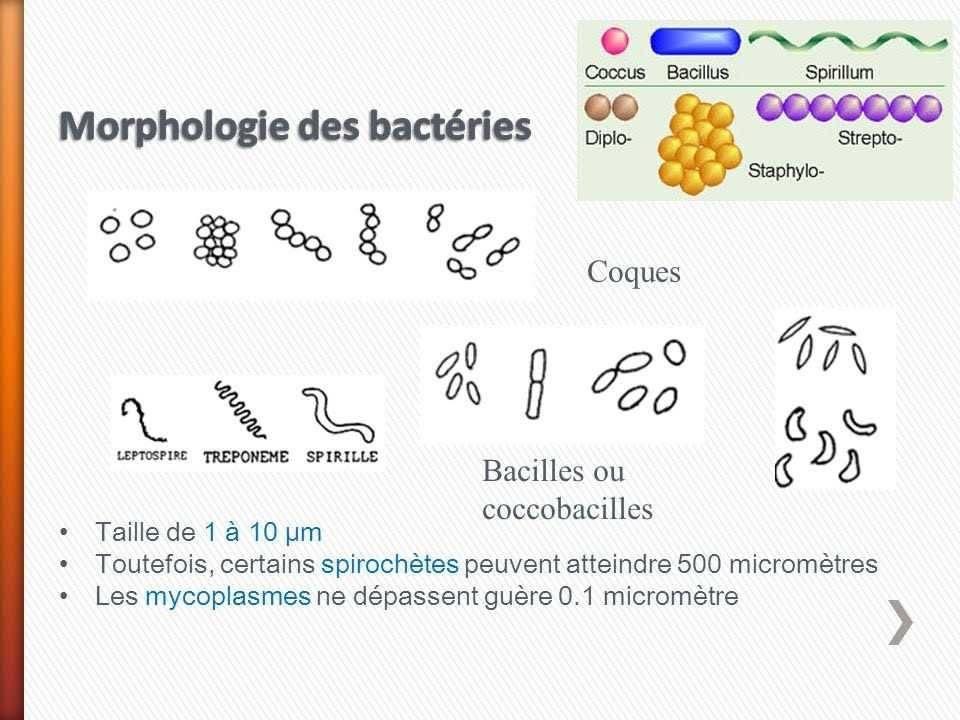 Coccus Bacillus Spirillum
Diplo- Strepto-
Staphylo-
Morphologie des bactéries
Coques
LEPTOSPIRE TREPONEME SPIRILLE
Bacilles ou
coccobacilles
• Taille de 1 à 10 µm
• Toutefois, certains spirochètes peuvent atteindre 500 micromètres
• Les mycoplasmes ne dépassent guère 0.1 micromètre